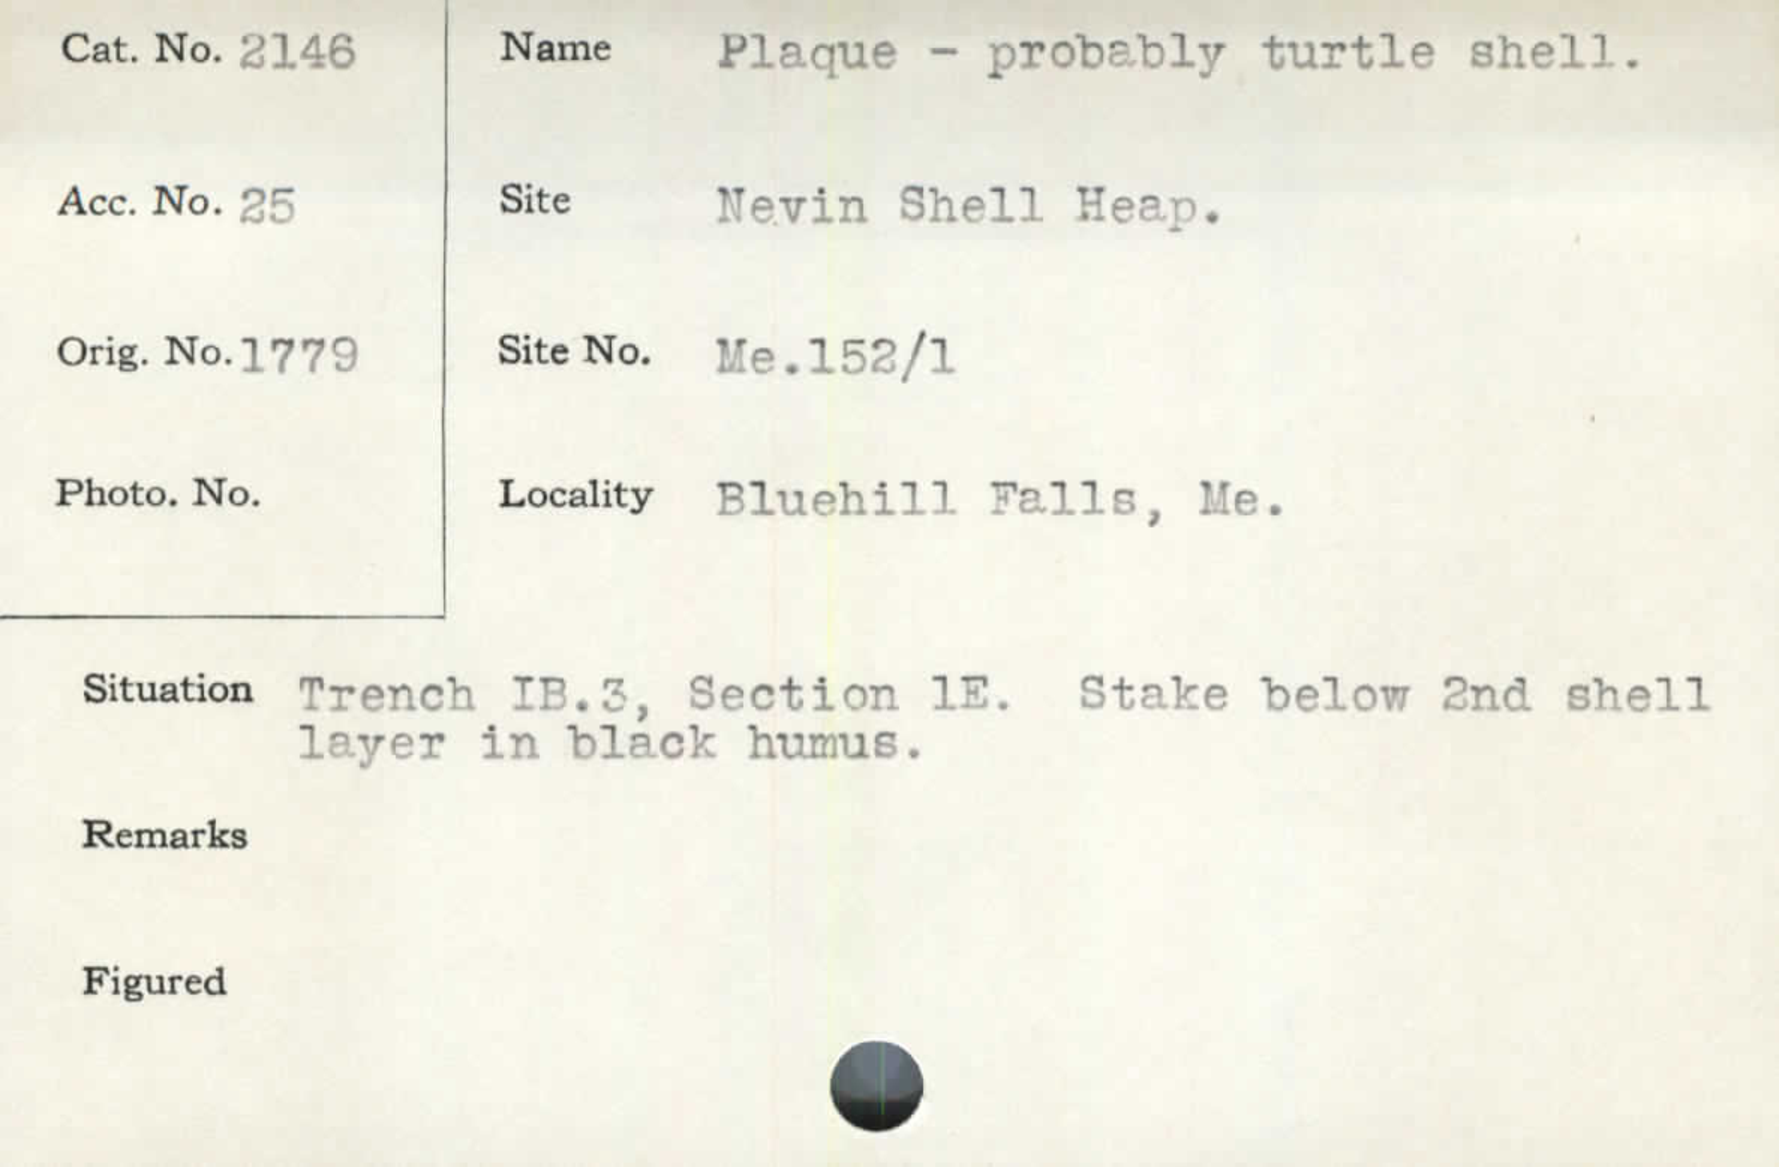 Cat. No. 2146
Name Plaque - probably turtle shell.
Acc. No. 25
Site Nevin Shell Heap.
Orig. No. 1779
Site No. Me.152/1
Photo. No.
Locality Bluehill Falls, Me.
Situation Trench IB.3, Section 1E. Stake below 2nd shell
layer in black humus.
Remarks
Figured